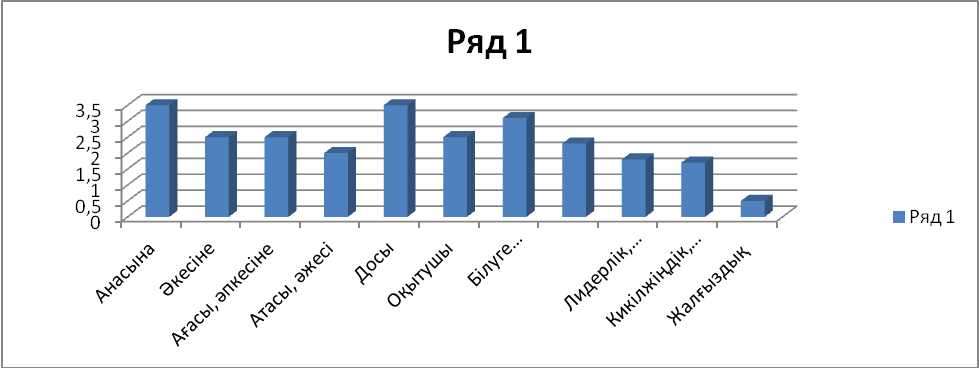 Ряд 1
3,5
3
2,5
2
1,5
1
0,5
0
Анасына
Әкесіне
Ағасы, әпкесіне
Атасы, әжесі
Досы
Оқытушы
Білуге...
Лидерлік,...
Кикілжіңдік,...
Жалғыздық
Ряд 1